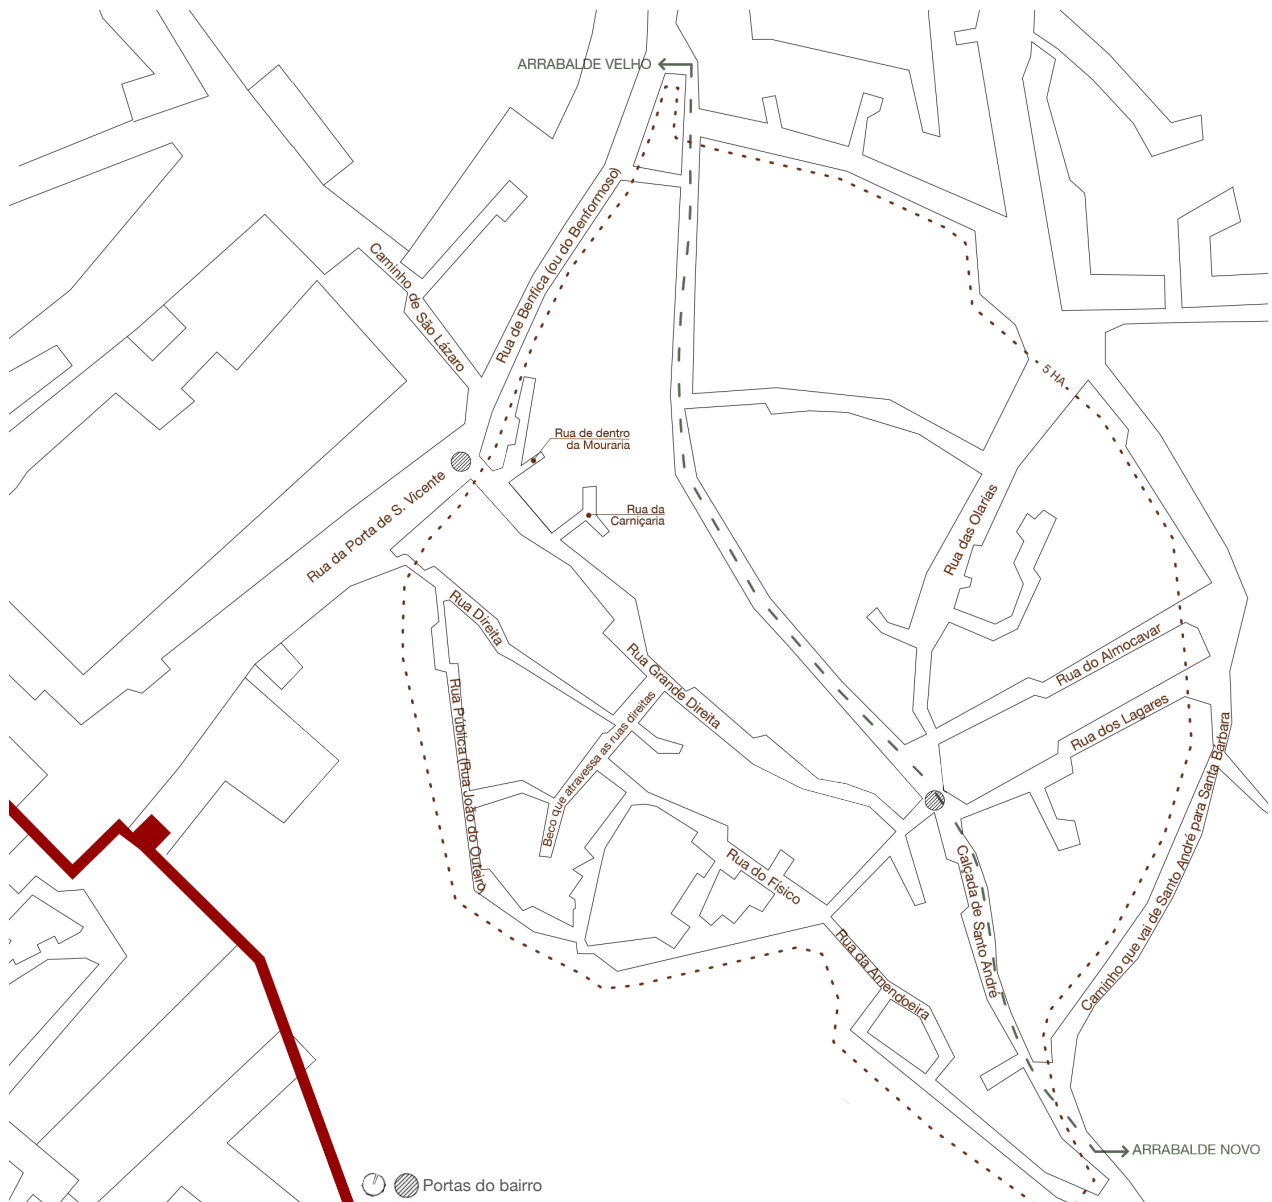 ARRABALDE VELHO
Rua de Benfica (ou do Benformoso)
Caminho de São Lázaro
5 HA
Rua de dentro
da Mouraria
Rua da Porta de S. Vicente
Rua da
Carniçaria
Rua das Olarias
Rua Direita
Rua Grande Direita
Rua do Almocavar
Rua Pública (Rua João do Outeiro)
Beco que atravessa as ruas direitas
Rua dos Lagares
Caminho que vai de Santo André para Santa Bárbara
Rua do Físico
Calçada de Santo André
Rua da Amendoeira
ARRABALDE NOVO
Portas do bairro